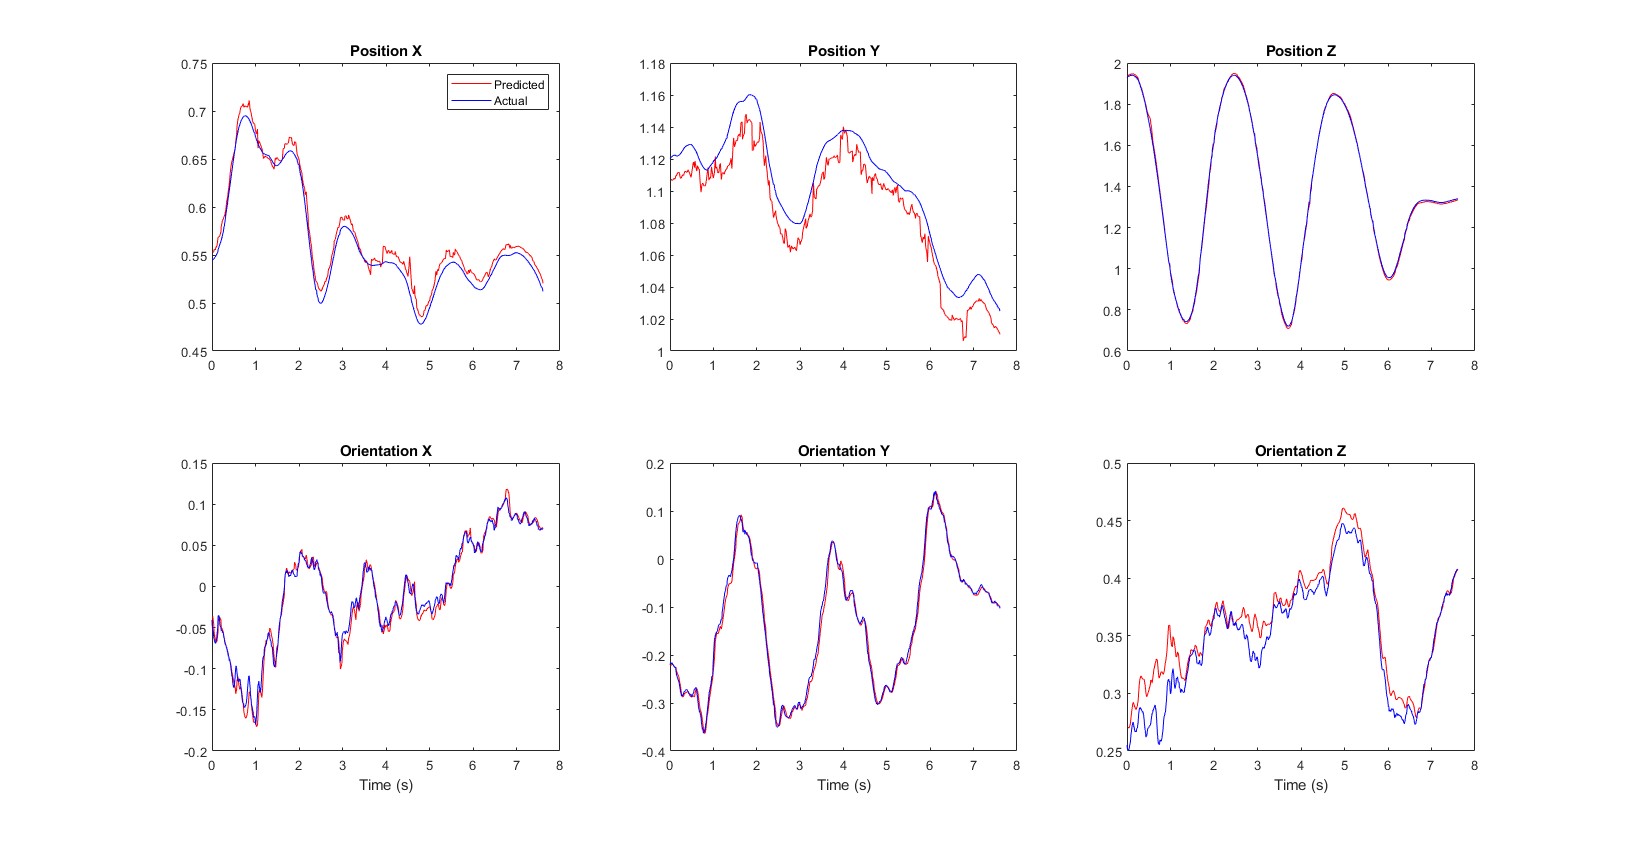 Position X
Position Y
Position Z
0.75
0.7
0.65
0.6
0.55
0.5
0.45
0 1 2 3 4 5 6 7 8
Predicted
Actual
1.18
1.16
1.14
1.12
1.1
1.08
1.06
1.04
1.02
1
0 1 2 3 4 5 6 7 8
2
1.8
1.6
1.4
1.2
1
0.8
0.6
0 1 2 3 4 5 6 7 8
Orientation X
Orientation Y
Orientation Z
0.15
0.1
0.05
0
-0.05
-0.1
-0.15
-0.2
0 1 2 3 4 5 6 7 8
Time (s)
0.2
0.1
0
-0.1
-0.2
-0.3
-0.4
0 1 2 3 4 5 6 7 8
Time (s)
0.5
0.45
0.4
0.35
0.3
0.25
0 1 2 3 4 5 6 7 8
Time (s)